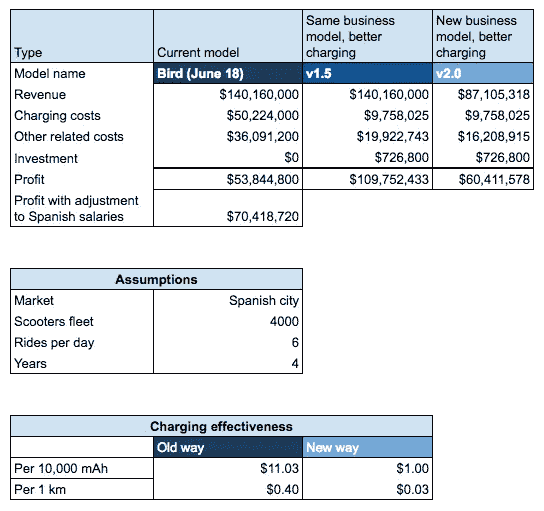 Type Current model Same business model, better charging New business model, better charging
Model name Bird (June 18) v1.5 v2.0
Revenue $140,160,000 $140,160,000 $87,105,318
Charging costs $50,224,000 $9,758,025 $9,758,025
Other related costs $36,091,200 $19,922,743 $16,208,915
Investment $0 $726,800 $726,800
Profit $53,844,800 $109,752,433 $60,411,578
Profit with adjustment to Spanish salaries $70,418,720
Assumptions
Market Spanish city
Scooters fleet 4000
Rides per day 6
Years 4
Charging effectiveness
Old way New way
Per 10,000 mAh $11.03 $1.00
Per 1 km $0.40 $0.03